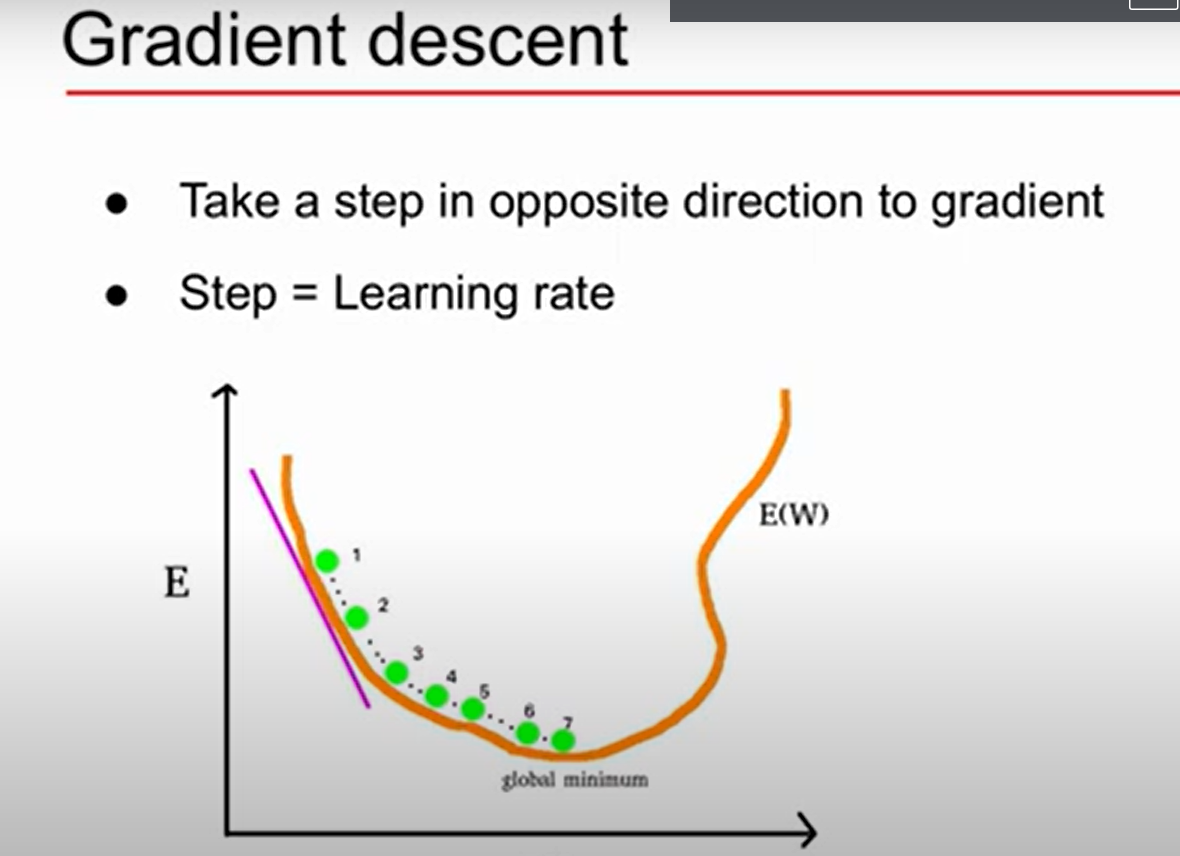 Gradient descent
● Take a step in opposite direction to gradient
● Step = Learning rate
E
E(W)
1
2
3
4
5
6
7
global minimum